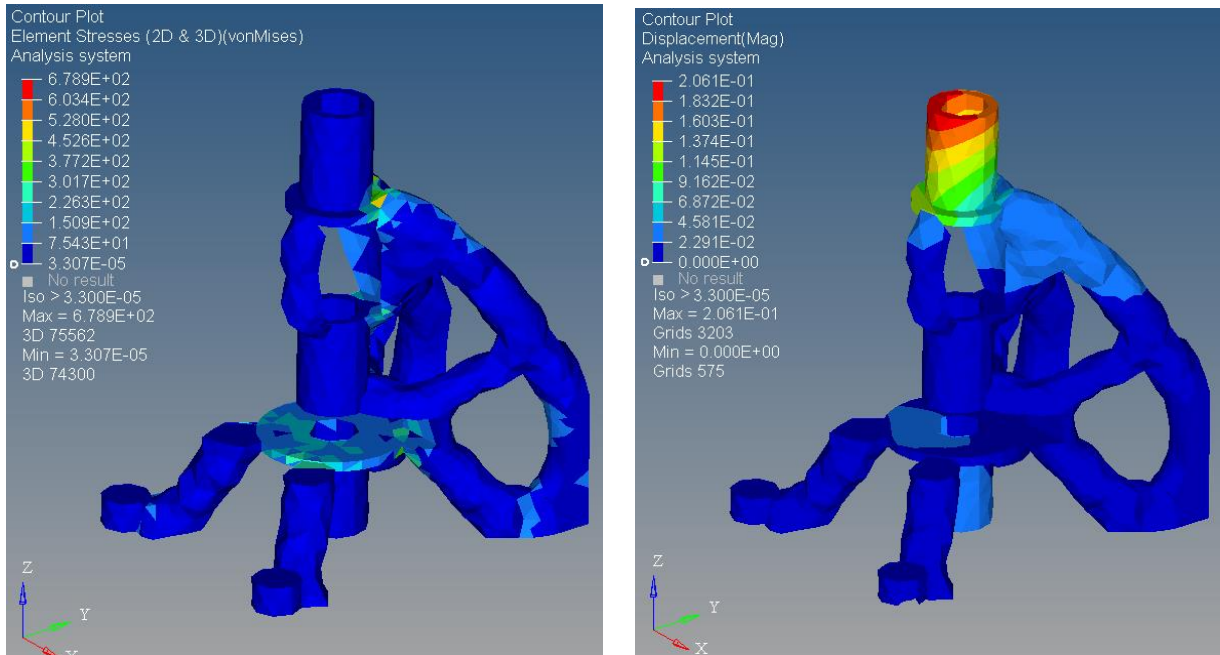 Contour Plot
Element Stresses (2D & 3D)(vonMises)
Analysis system
6.789E+02
6.034E+02
5.280E+02
4.526E+02
3.772E+02
3.017E+02
2.263E+02
1.509E+02
7.543E+01
3.307E-05
No result
Iso > 3.300E-05
Max = 6.789E+02
3D 75562
Min = 3.307E-05
3D 74300
Z
Y
X
Contour Plot
Displacement(Mag)
Analysis system
2.061E-01
1.832E-01
1.603E-01
1.374E-01
1.145E-01
9.162E-02
6.872E-02
4.581E-02
2.291E-02
0.000E+00
No result
Iso > 3.300E-05
Max = 2.061E-01
Grids 3203
Min = 0.000E+00
Grids 575
Z
Y
X